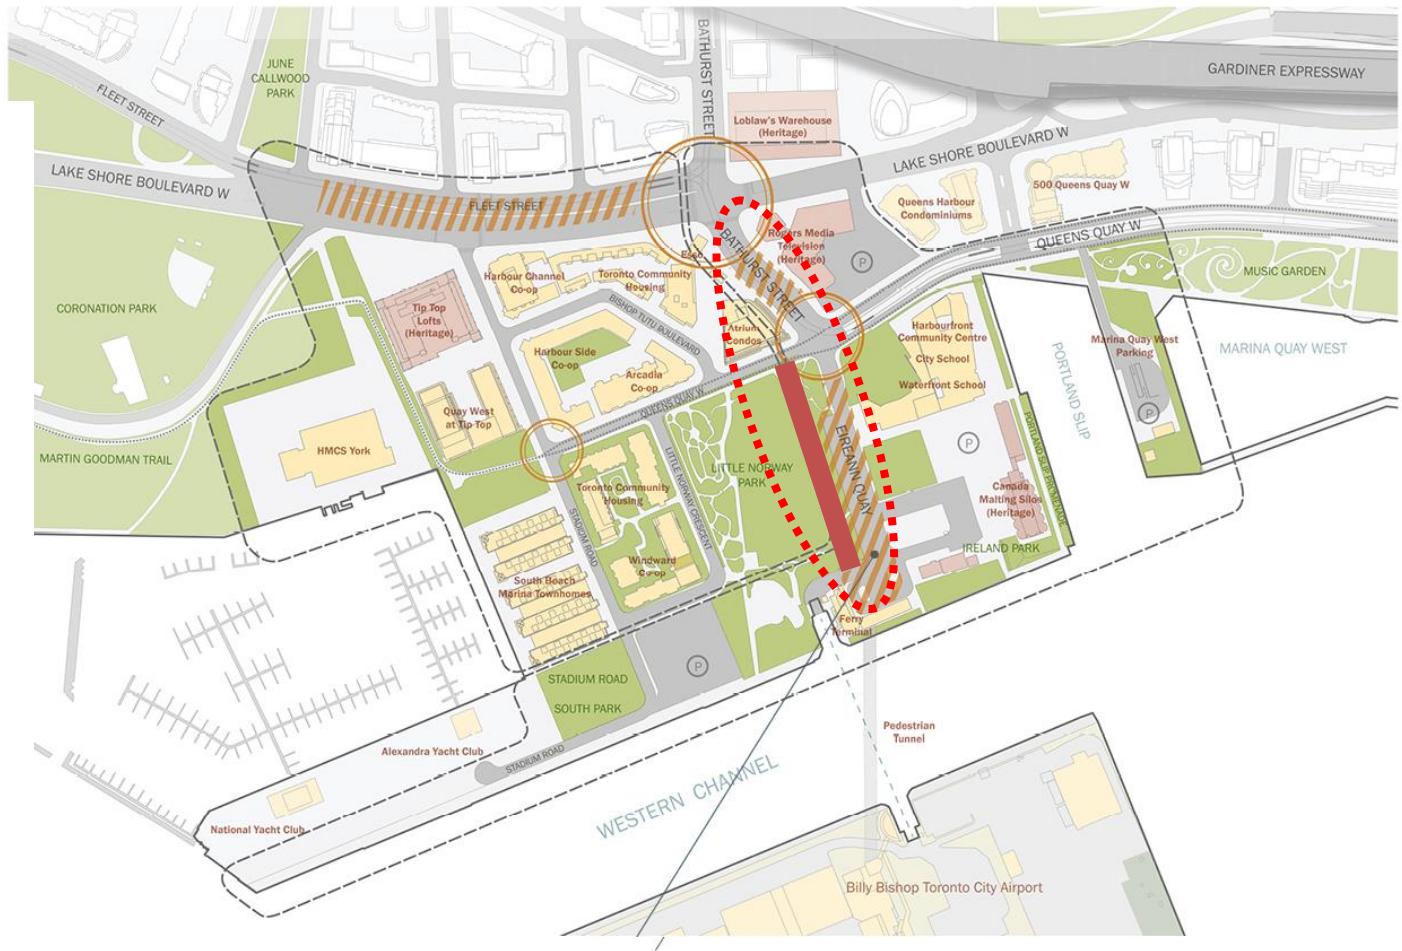 BATHURST STREET
GARDINER EXPRESSWAY
JUNE
CALLWOOD
PARK
FLEET STREET
Loblaw's Warehouse
(Heritage)
LAKE SHORE BOULEVARD W
LAKE SHORE BOULEVARD W
500 Queens Quay W
FLEET STREET
Queens Harbour
Condominiums
BATHURST STREET
Rogers Media
Television
(Heritage)
QUEENS QUAY W
Esso
P
MUSIC GARDEN
Harbour Channel
Co-op
Toronto Community
Housing
CORONATION PARK
BISHOP TUTU BOULEVARD
Tip Top
Lofts
(Heritage)
Atrium
Condos
Harbourfront
Community Centre
City School
Waterfront School
Marina Quay West
Parking
P
PORTLAND SLIP
MARINA QUAY WEST
Harbour Side
Co-op
Arcadia
Co-op
QUEENS QUAY W
Quay West
at Tip Top
HMCS York
MARTIN GOODMAN TRAIL
LITTLE NORWAY
PARK
EIREANN QUAY
P
PORTLAND SLIP PROMENADE
Toronto Community
Housing
LITTLE NORWAY CRESCENT
Canada
Malting Silos
(Heritage)
STADIUM ROAD
IRELAND PARK
Windward
Co-op
South Beach
Marina Townhomes
Ferry
Terminal
P
STADIUM ROAD
SOUTH PARK
Pedestrian
Tunnel
Alexandra Yacht Club
STADIUM ROAD
WESTERN CHANNEL
National Yacht Club
Billy Bishop Toronto City Airport